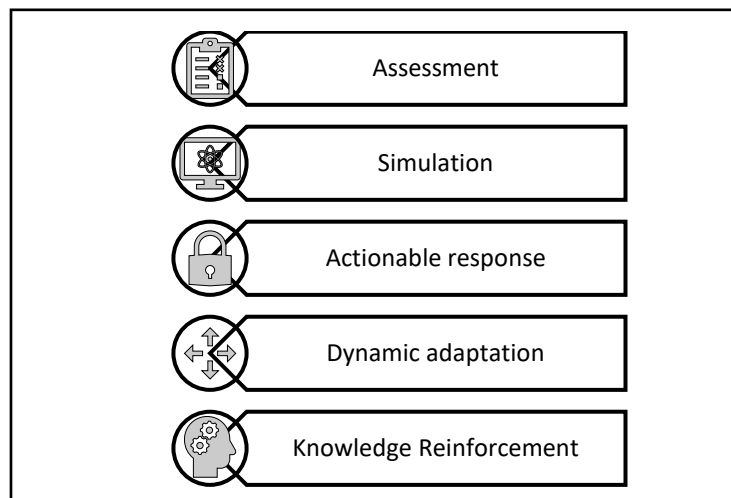 Assessment
Simulation
Actionable response
Dynamic adaptation
Knowledge Reinforcement